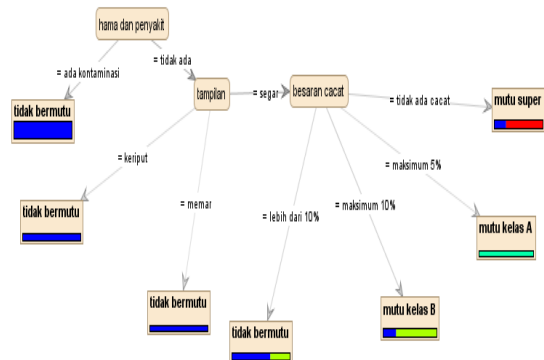 hama dan penyakit
= ada kontaminasi
= tidak ada
tidak bermutu
tampilan
= segar
besaran cacat
= tidak ada cacat
mutu super
= keriput
= memar
= lebih dari 10%
= maksimum 10%
= maksimum 5%
tidak bermutu
mutu kelas A
tidak bermutu
tidak bermutu
mutu kelas B